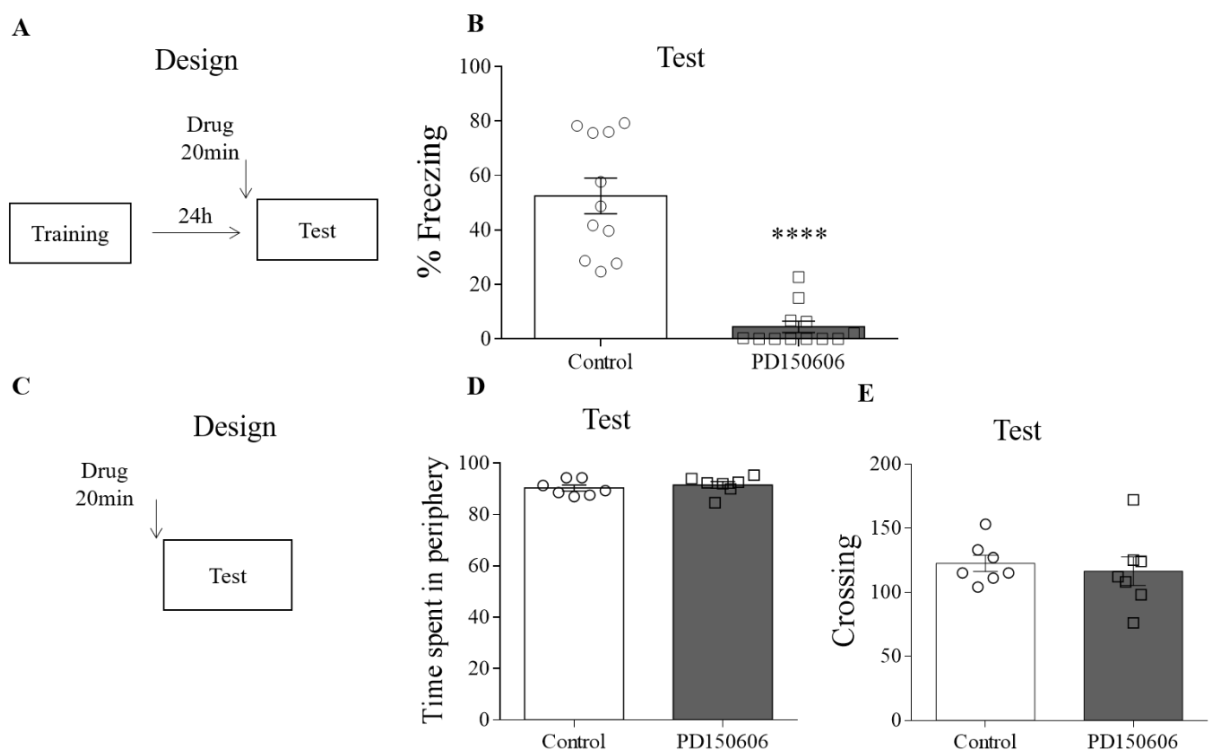 A
Design
Drug
20min
Training
24h
Test
B
Test
% Freezing
100
80
60
40
20
0
****
Control
PD150606
C
Design
Drug
20min
Test
D
Test
Time spent in periphery
100
80
60
40
20
0
Control
PD150606
E
Test
Crossing
200
150
100
50
0
Control
PD150606